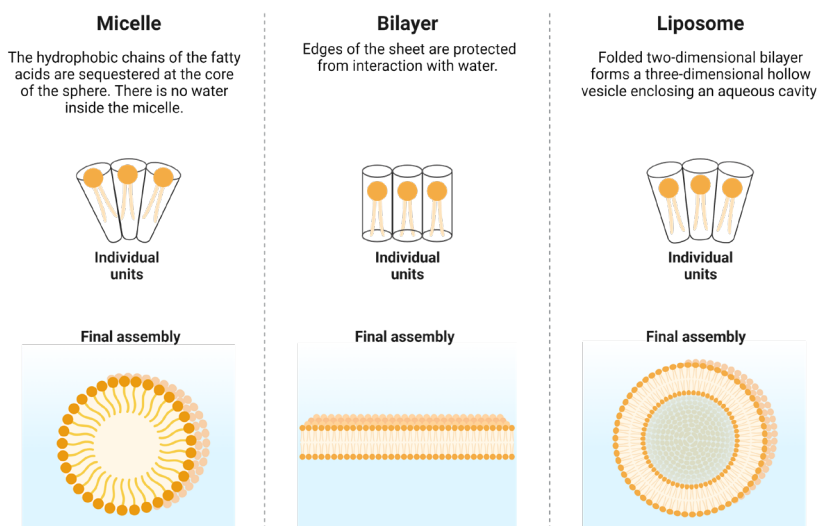 Micelle
The hydrophobic chains of the fatty
acids are sequestered at the core
of the sphere. There is no water
inside the micelle.
Individual
units
Final assembly
Bilayer
Edges of the sheet are protected
from interaction with water.
Individual
units
Final assembly
Liposome
Folded two-dimensional bilayer
forms a three-dimensional hollow
vesicle enclosing an aqueous cavity
Individual
units
Final assembly